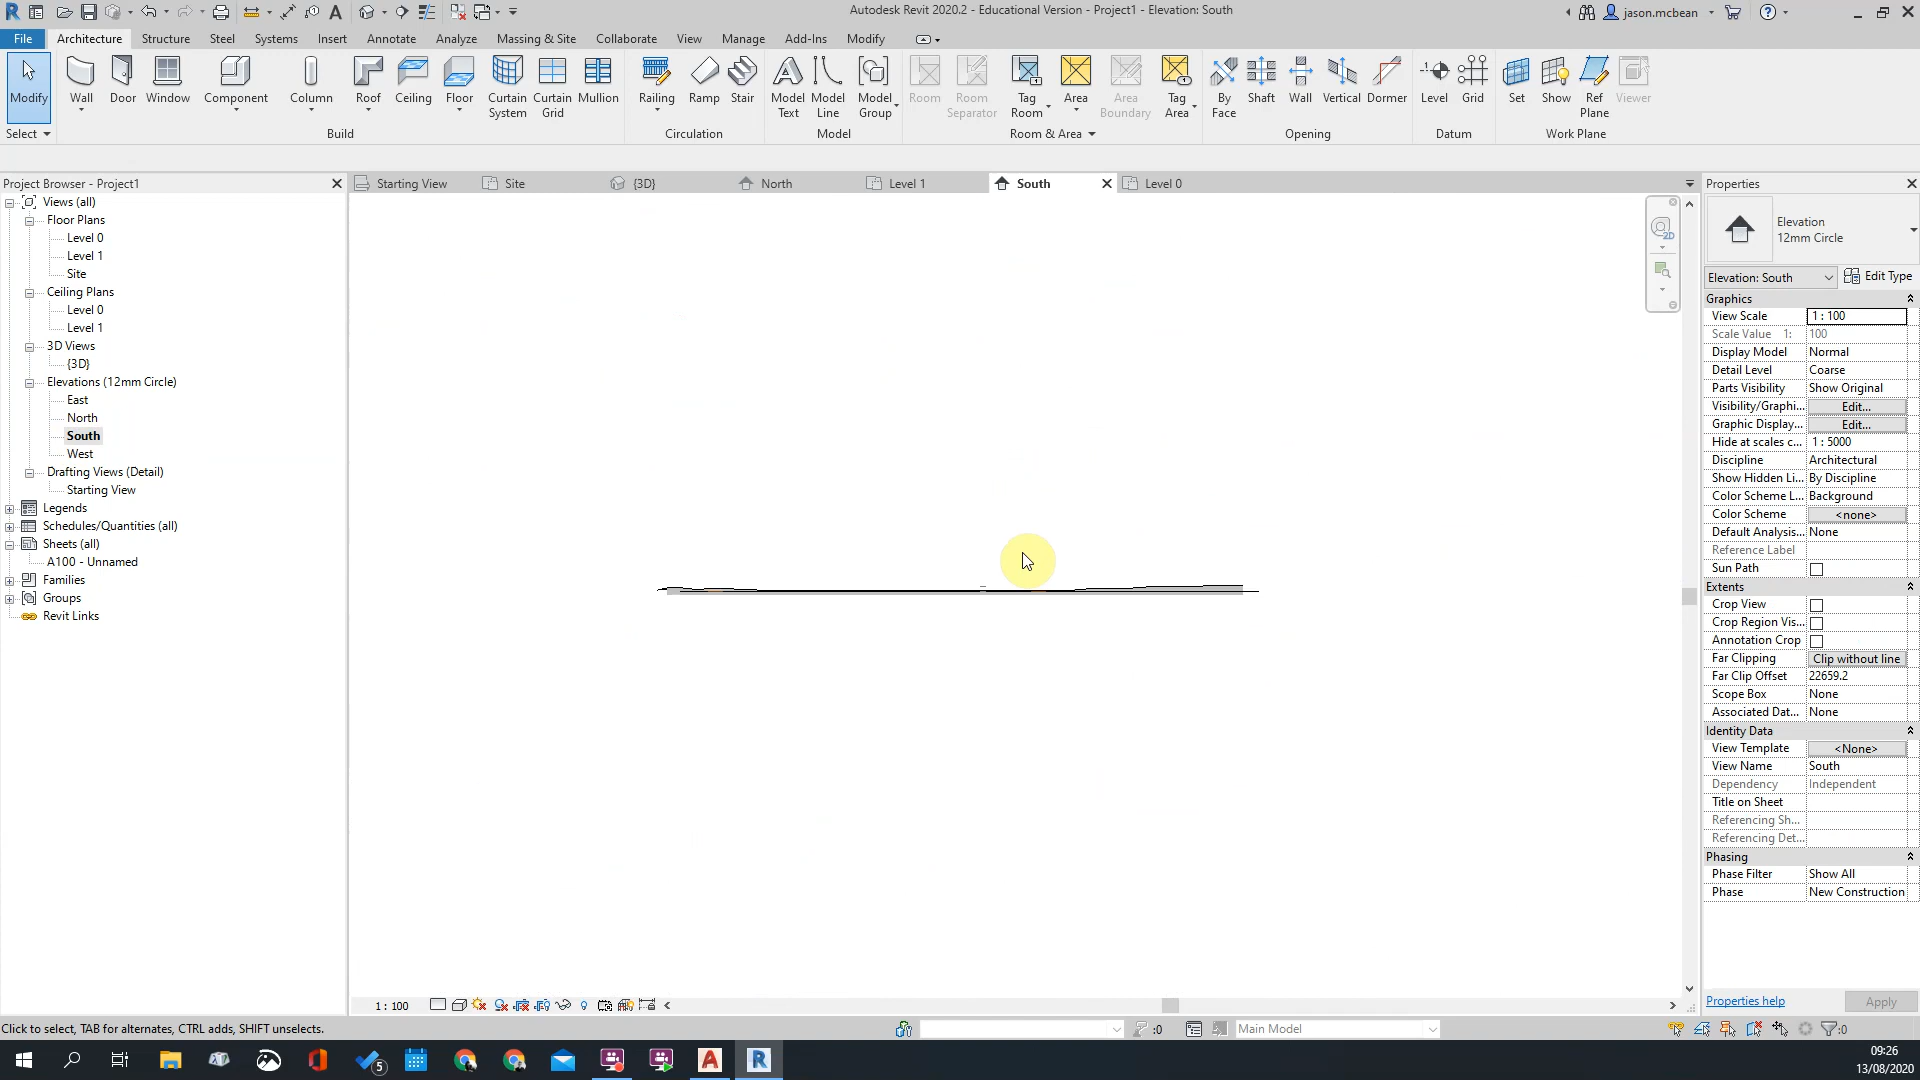 Autodesk Revit 2020.2 - Educational Version - Project1 - Elevation: South
jason.mcbean
File Architecture Structure Steel Systems Insert Annotate Analyze Massing & Site Collaborate View Manage Add-Ins Modify
Modify Wall Door Window Component Column Roof Ceiling Floor Curtain System Curtain Grid Mullion Railing Ramp Stair Model Text Model Line Model Group Room Room Separator Tag Room Area Area Boundary Tag Area By Face Shaft Wall Vertical Dormer Level Grid Set Show Ref Plane Viewer
Select Build Circulation Model Room & Area Opening Datum Work Plane
Project Browser - Project1
Views (all)
Floor Plans
Level 0
Level 1
Site
Ceiling Plans
Level 0
Level 1
3D Views
{3D}
Elevations (12mm Circle)
East
North
South
West
Drafting Views (Detail)
Starting View
Legends
Schedules/Quantities (all)
Sheets (all)
A100 - Unnamed
Families
Groups
Revit Links
Starting View Site {3D} North Level 1 South Level 0
2D
Properties
Elevation
12mm Circle
Elevation: South Edit Type
Graphics
View Scale 1 : 100
Scale Value 1: 100
Display Model Normal
Detail Level Coarse
Parts Visibility Show Original
Visibility/Graphi... Edit...
Graphic Display... Edit...
Hide at scales c... 1 : 5000
Discipline Architectural
Show Hidden Li... By Discipline
Color Scheme L... Background
Color Scheme <none>
Default Analysis... None
Reference Label
Sun Path
Extents
Crop View
Crop Region Vis...
Annotation Crop
Far Clipping Clip without line
Far Clip Offset 22659.2
Scope Box None
Associated Dat... None
Identity Data
View Template <None>
View Name South
Dependency Independent
Title on Sheet
Referencing Sh...
Referencing Det...
Phasing
Phase Filter Show All
Phase New Construction
Properties help Apply
1 : 100
Click to select, TAB for alternates, CTRL adds, SHIFT unselects.
:0
Main Model
:0
5
09:26
13/08/2020